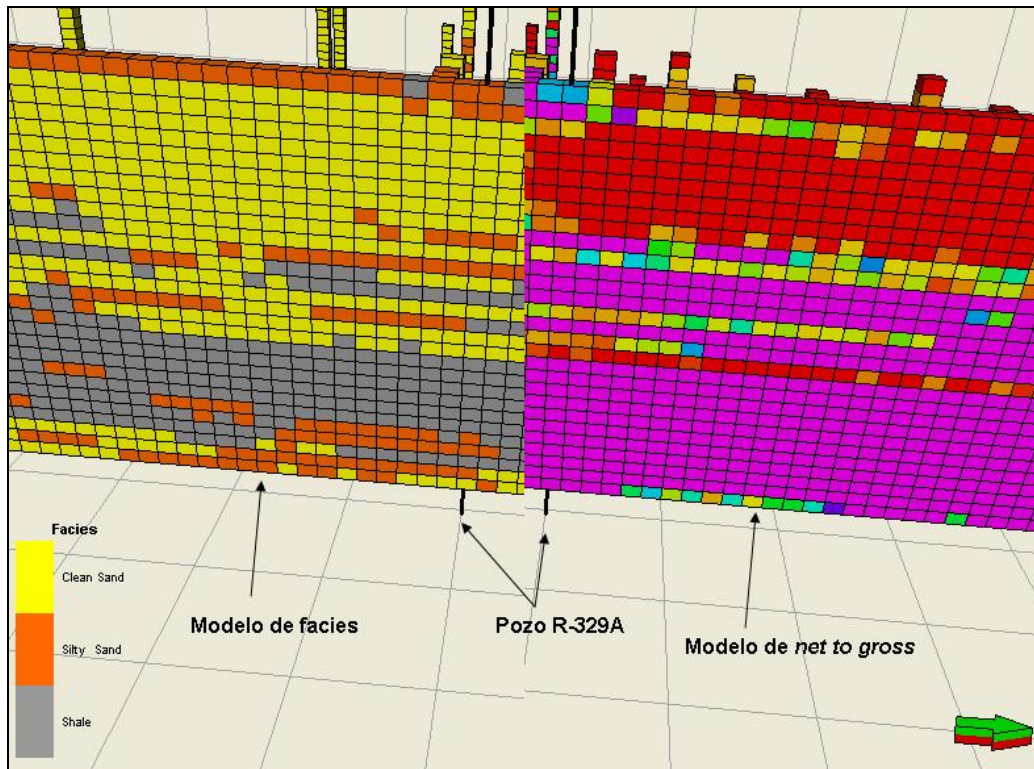 Facies
Clean Sand
Silty Sand
Shale
Modelo de facies
Pozo R-329A
Modelo de net to gross